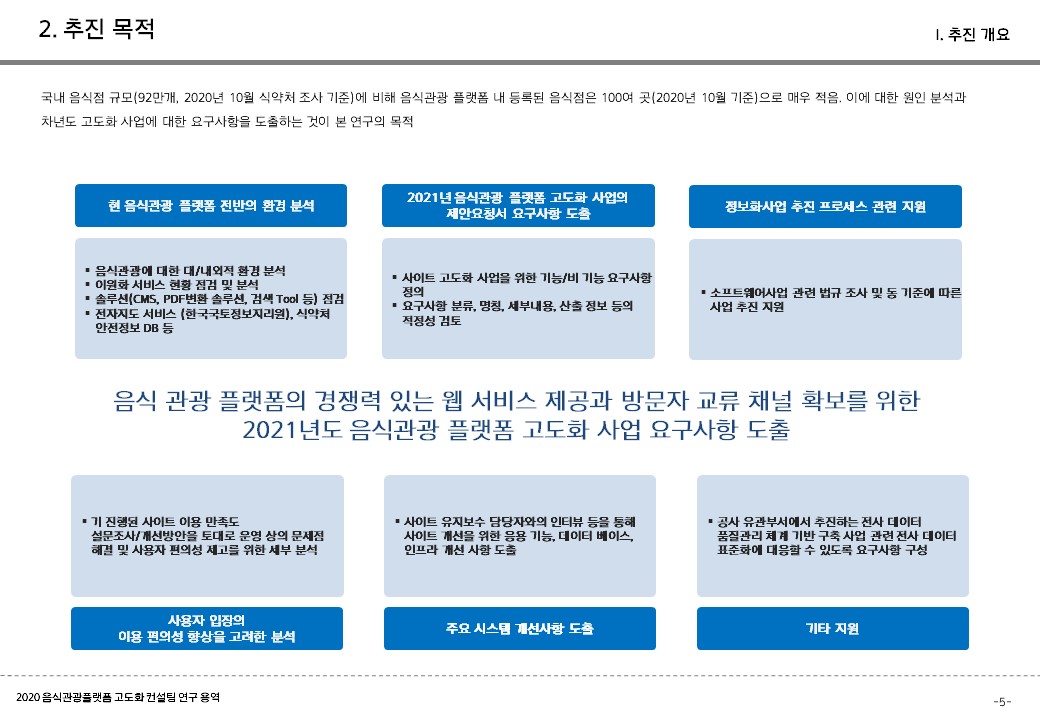 2. 추진 목적
I. 추진 개요
국내 음식점 규모(92만개, 2020년 10월 식약처 조사 기준)에 비해 음식관광 플랫폼 내 등록된 음식점은 100여 곳(2020년 10월 기준)으로 매우 적음. 이에 대한 원인 분석과
차년도 고도화 사업에 대한 요구사항을 도출하는 것이 본 연구의 목적
현 음식관광 플랫폼 전반의 환경 분석
▪ 음식관광에 대한 대/내외적 환경 분석
▪ 이원화 서비스 현황 점검 및 분석
▪ 솔루션(CMS, PDF변환 솔루션, 검색 Tool 등) 점검
▪ 전자지도 서비스 (한국국토정보지리원), 식약처
안전정보 DB 등
2021년 음식관광 플랫폼 고도화 사업의
제안요청서 요구사항 도출
▪ 사이트 고도화 사업을 위한 기능/비 기능 요구사항
정의
▪ 요구사항 분류, 명칭, 세부내용, 산출 정보 등의
적정성 검토
정보화사업 추진 프로세스 관련 지원
▪ 소프트웨어사업 관련 법규 조사 및 동 기준에 따른
사업 추진 지원
음식 관광 플랫폼의 경쟁력 있는 웹 서비스 제공과 방문자 교류 채널 확보를 위한
2021년도 음식관광 플랫폼 고도화 사업 요구사항 도출
▪ 기 진행된 사이트 이용 만족도
설문조사/개선방안을 토대로 운영 상의 문제점
해결 및 사용자 편의성 제고를 위한 세부 분석
사용자 입장의
이용 편의성 향상을 고려한 분석
▪ 사이트 유지보수 담당자와의 인터뷰 등을 통해
사이트 개선을 위한 응용 기능, 데이터 베이스,
인프라 개선 사항 도출
주요 시스템 개선사항 도출
▪ 공사 유관부서에서 추진하는 전사 데이터
품질관리 체계 기반 구축 사업 관련 전사 데이터
표준화에 대응할 수 있도록 요구사항 구성
기타 지원
2020 음식관광플랫폼 고도화 컨설팅 연구 용역
-5-